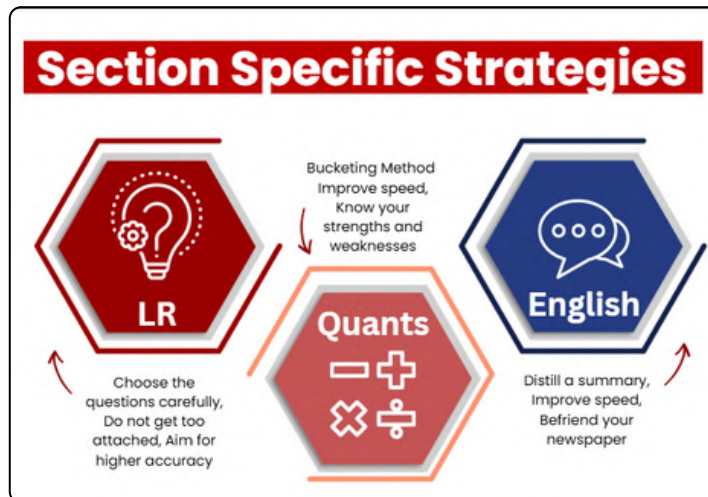 Section Specific Strategies
LR
Choose the
questions carefully,
Do not get too
attached, Aim for
higher accuracy
Bucketing Method
Improve speed,
Know your
strengths and
weaknesses
Quants
English
Distill a summary,
Improve speed,
Befriend your
newspaper